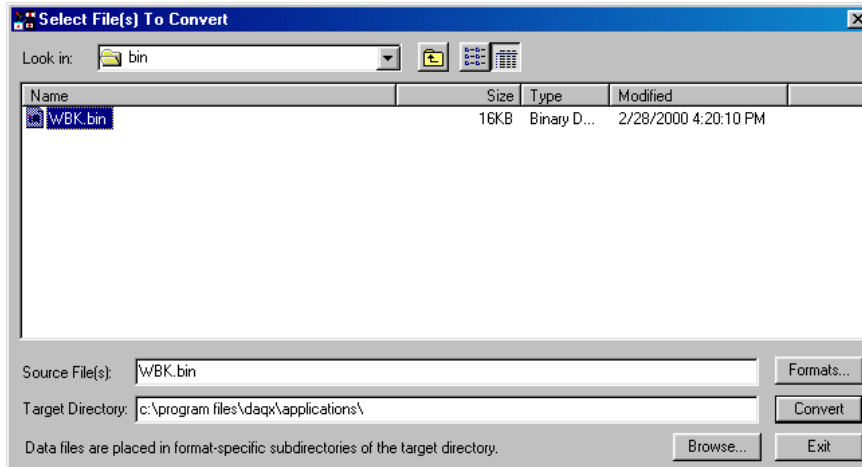 Select File(s) To Convert
Look in: bin
Name Size Type Modified
WBK.bin 16KB Binary D... 2/28/2000 4:20:10 PM
Source File(s): WBK.bin Formats...
Target Directory: c:\program files\daqx\applications\ Convert
Data files are placed in format-specific subdirectories of the target directory. Browse... Exit